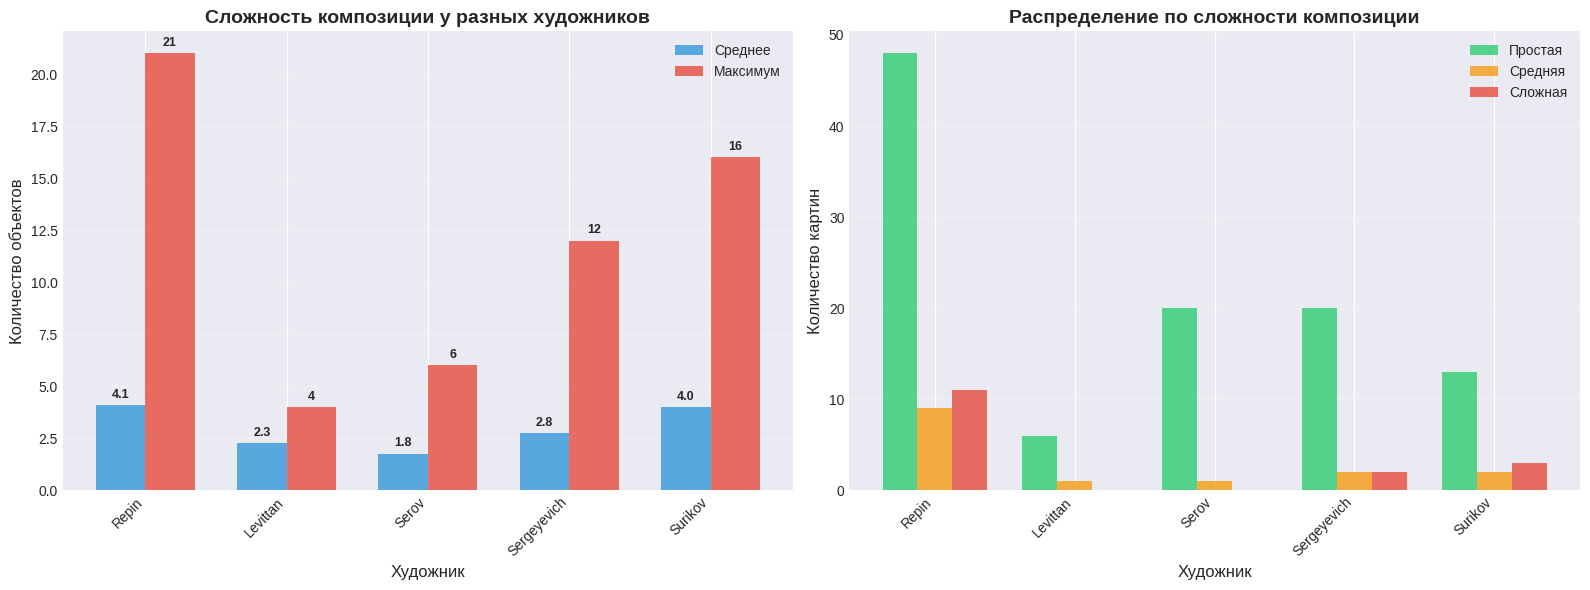 Сложность композиции у разных художников
Количество объектов
20.0
17.5
15.0
12.5
10.0
7.5
5.0
2.5
0.0
Среднее
Максимум
4.1
21
2.3
4
1.8
6
2.8
12
4.0
16
Repin
Levittan
Serov
Sergeyevich
Surikov
Художник
Распределение по сложности композиции
Количество картин
50
40
30
20
10
0
Простая
Средняя
Сложная
Repin
Levittan
Serov
Sergeyevich
Surikov
Художник